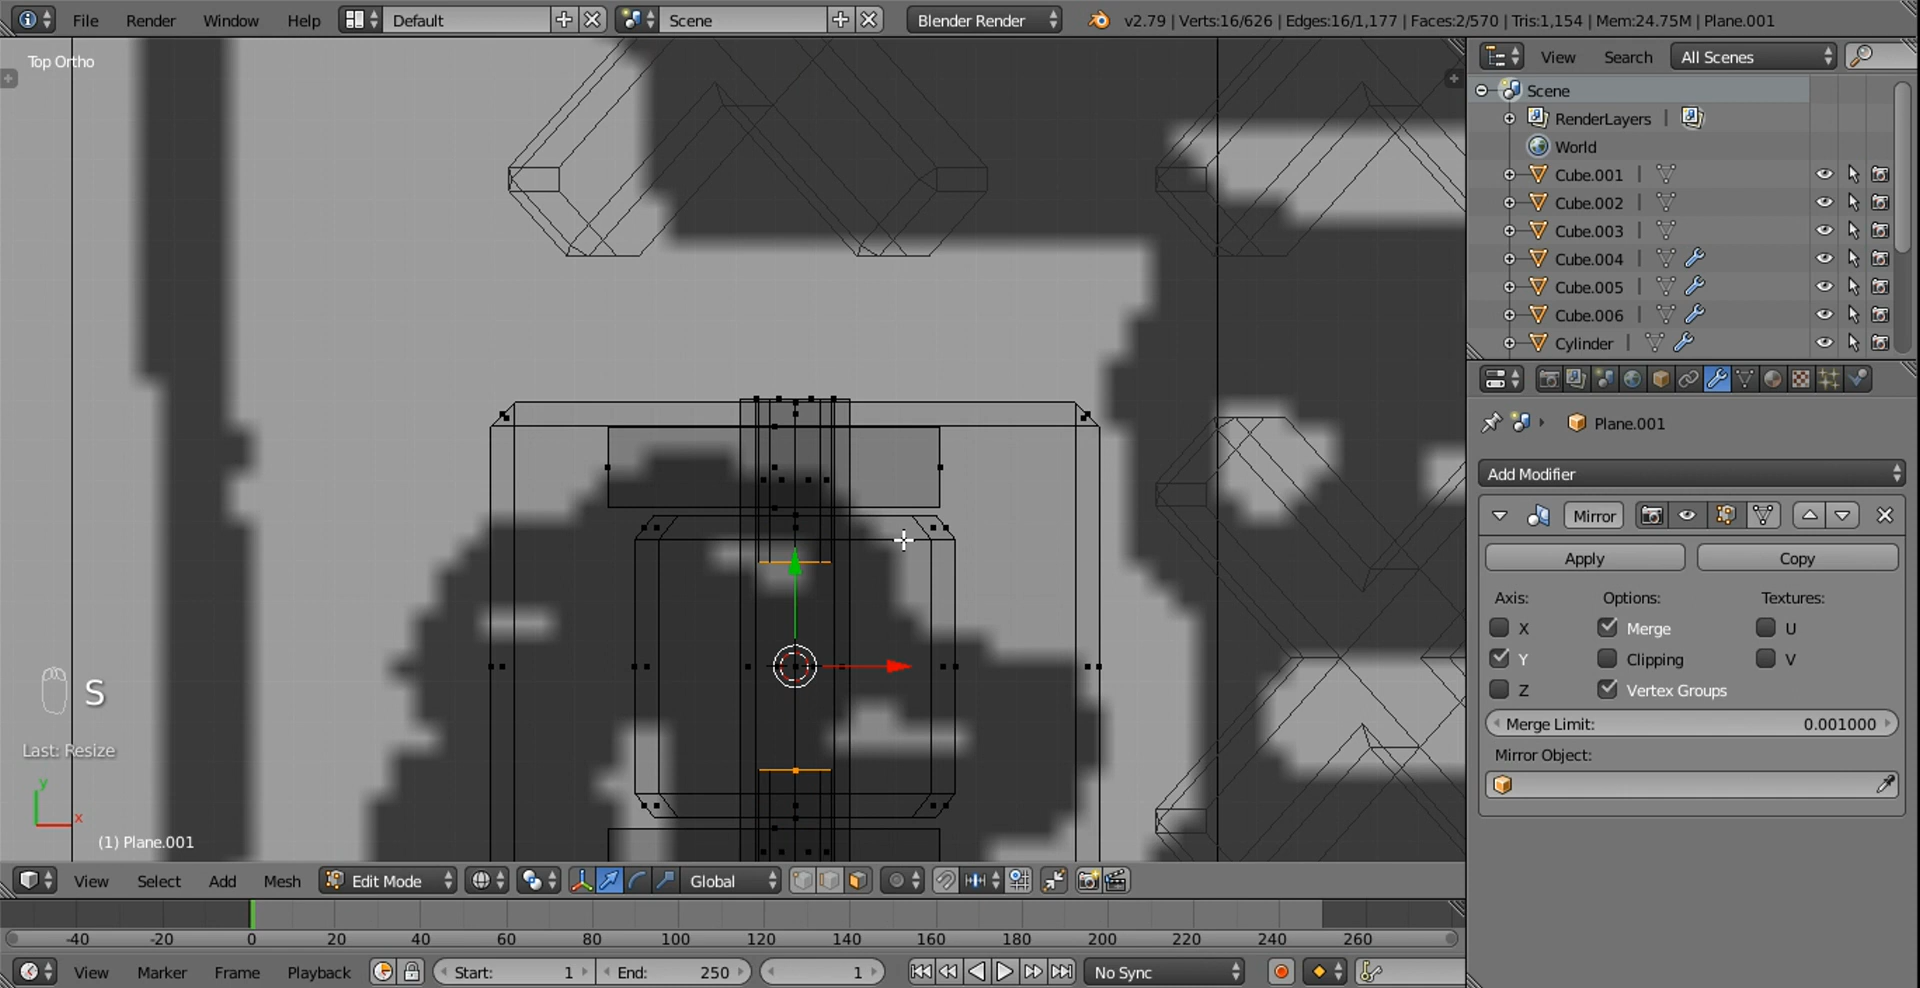 File Render Window Help Default Scene Blender Render v2.79 | Verts:16/626 | Edges:16/1,177 | Faces:2/570 | Tris:1,154 | Mem:24.75M | Plane.001
Top Ortho
View Search All Scenes
Scene
RenderLayers
World
Cube.001
Cube.002
Cube.003
Cube.004
Cube.005
Cube.006
Cylinder
Plane.001
Add Modifier
Mirror
Apply Copy
Axis: Options: Textures:
X Merge U
Y Clipping V
Z Vertex Groups
Merge Limit: 0.001000
Mirror Object:
S
Last: Resize
y
x
(1) Plane.001
View Select Add Mesh Edit Mode Global
-40 -20 0 20 40 60 80 100 120 140 160 180 200 220 240 260
View Marker Frame Playback Start: 1 End: 250 1 No Sync